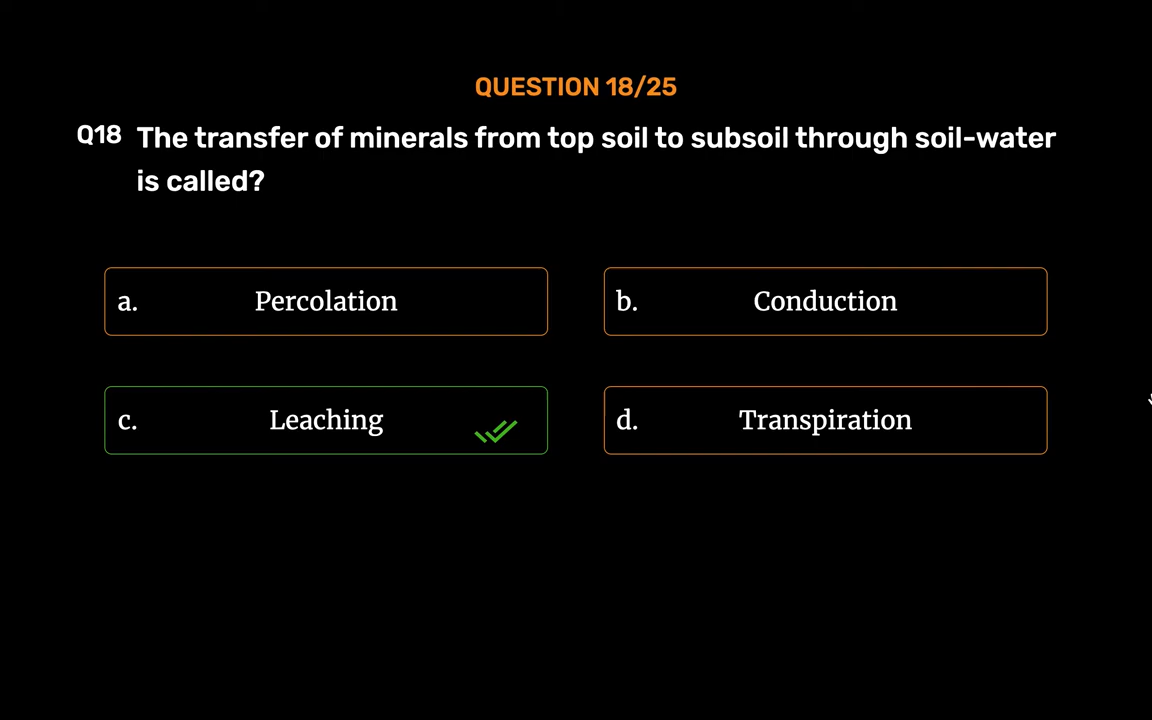 QUESTION 18/25
Q18 The transfer of minerals from top soil to subsoil through soil-water
is called?
a. Percolation
b. Conduction
c. Leaching
d. Transpiration